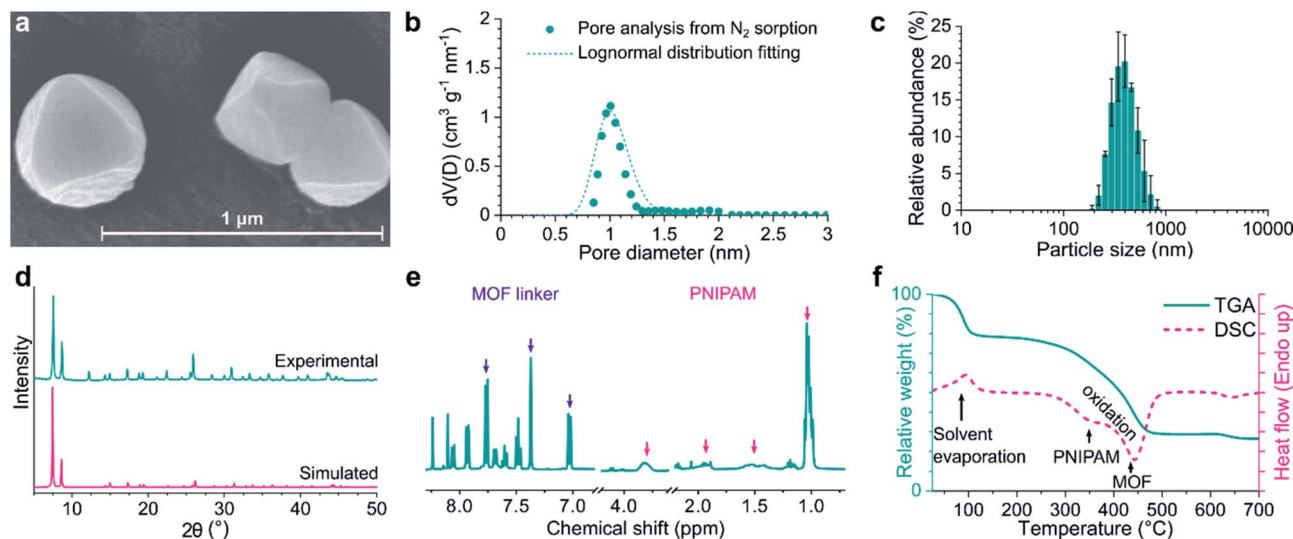 a
1 μm
b
dV(D) (cm³ g⁻¹ nm⁻¹)
2
1.5
1
0.5
0
Pore analysis from N₂ sorption
Lognormal distribution fitting
0 0.5 1 1.5 2 2.5 3
Pore diameter (nm)
c
Relative abundance (%)
25
20
15
10
5
0
10 100 1000 10000
Particle size (nm)
d
Intensity
Experimental
Simulated
10 20 30 40 50
2θ (°)
e
MOF linker
PNIPAM
8.0 7.5 7.0 4.0 2.0 1.5 1.0
Chemical shift (ppm)
f
Relative weight (%)
100
0
TGA
DSC
Solvent
evaporation
oxidation
PNIPAM
MOF
100 200 300 400 500 600 700
Temperature (°C)
Heat flow (Endo up)